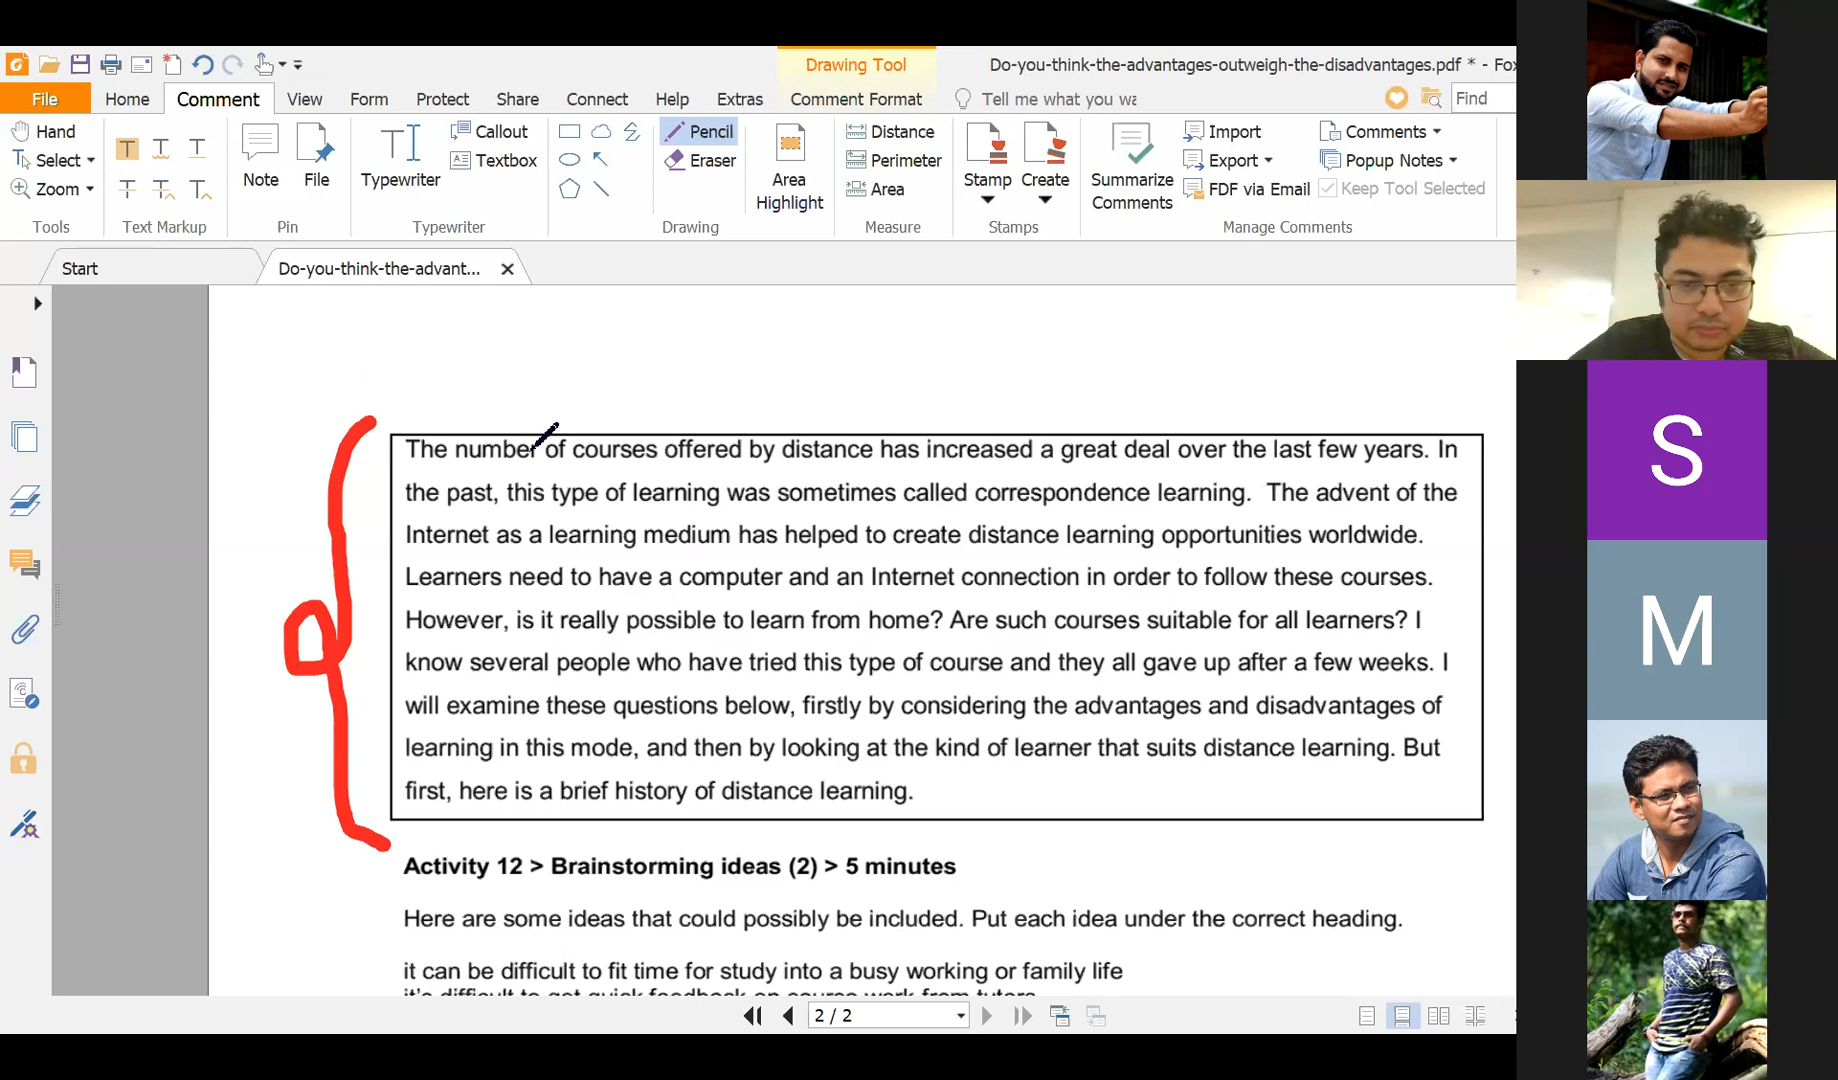 Drawing Tool
Do-you-think-the-advantages-outweigh-the-disadvantages.pdf * - Fox
File Home Comment View Form Protect Share Connect Help Extras Comment Format Tell me what you wa Find
Hand
Select
Zoom
Tools
Text Markup
Note
File
Pin
Typewriter
Callout
Textbox
Typewriter
Pencil
Eraser
Area
Highlight
Drawing
Distance
Perimeter
Area
Measure
Stamp
Create
Stamps
Summarize
Comments
Import
Export
FDF via Email
Comments
Popup Notes
Keep Tool Selected
Manage Comments
Start
Do-you-think-the-advant...
The number of courses offered by distance has increased a great deal over the last few years. In
the past, this type of learning was sometimes called correspondence learning. The advent of the
Internet as a learning medium has helped to create distance learning opportunities worldwide.
Learners need to have a computer and an Internet connection in order to follow these courses.
However, is it really possible to learn from home? Are such courses suitable for all learners? I
know several people who have tried this type of course and they all gave up after a few weeks. I
will examine these questions below, firstly by considering the advantages and disadvantages of
learning in this mode, and then by looking at the kind of learner that suits distance learning. But
first, here is a brief history of distance learning.
Activity 12 > Brainstorming ideas (2) > 5 minutes
Here are some ideas that could possibly be included. Put each idea under the correct heading.
it can be difficult to fit time for study into a busy working or family life
it's difficult to get quick feedback on course work from tutors
2 / 2
S
M